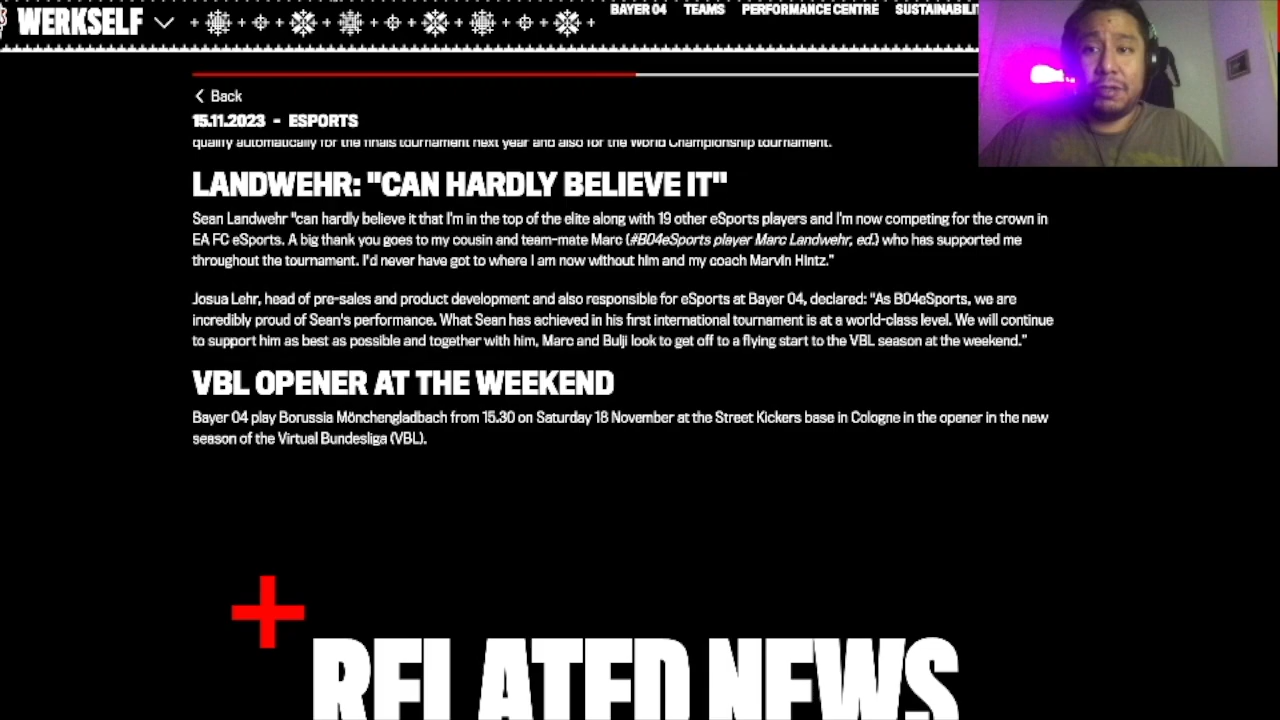 WERKSELF
BAYER 04 TEAMS PERFORMANCE CENTRE
Back
15.11.2023 - ESPORTS
qualify automatically for the finals tournament next year and also for the World Championship tournament.
LANDWEHR: "CAN HARDLY BELIEVE IT"
Sean Landwehr "can hardly believe it that I'm in the top of the elite along with 19 other eSports players and I'm now competing for the crown in
EA FC eSports. A big thank you goes to my cousin and team-mate Marc (#B04eSports player Marc Landwehr, ed.) who has supported me
throughout the tournament. I'd never have got to where I am now without him and my coach Marvin Hintz."
Josua Lehr, head of pre-sales and product development and also responsible for eSports at Bayer 04, declared: "As B04eSports, we are
incredibly proud of Sean's performance. What Sean has achieved in his first international tournament is at a world-class level. We will continue
to support him as best as possible and together with him, Marc and Bulji look to get off to a flying start to the VBL season at the weekend."
VBL OPENER AT THE WEEKEND
Bayer 04 play Borussia Mönchengladbach from 15.30 on Saturday 18 November at the Street Kickers base in Cologne in the opener in the new
season of the Virtual Bundesliga (VBL).
RELATED NEWS